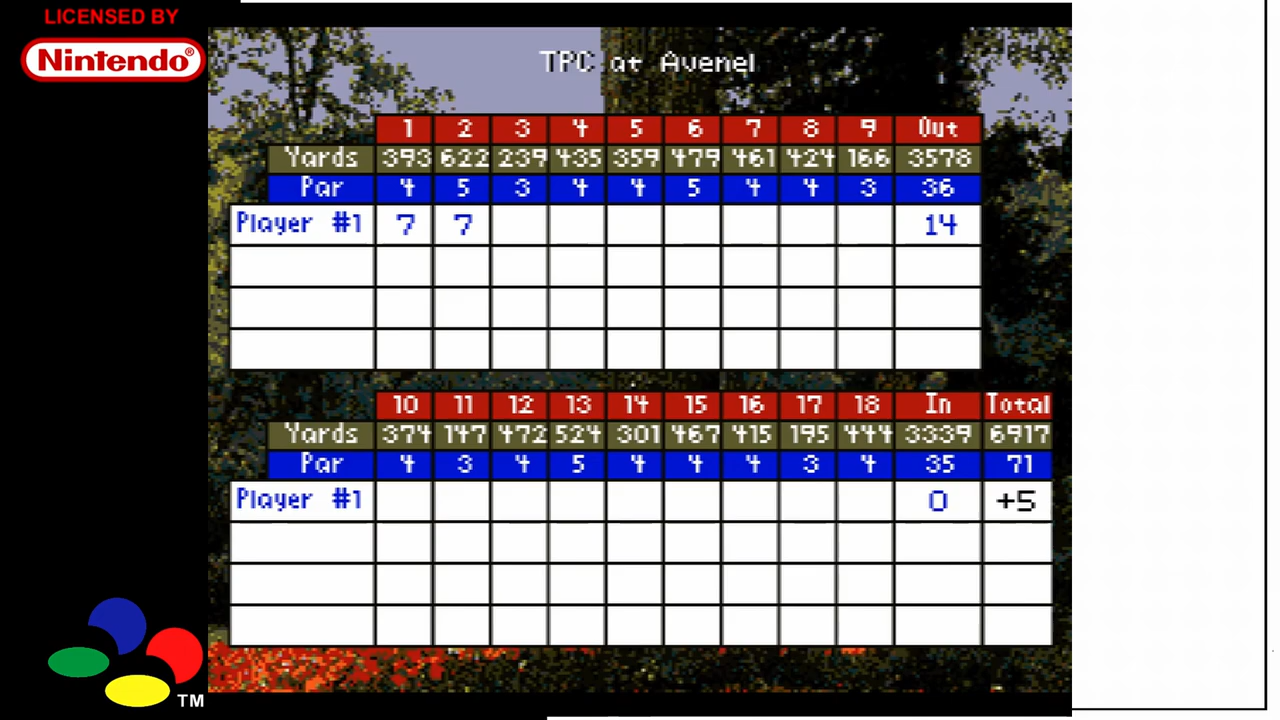 LICENSED BY
Nintendo®
TPC at Avenel
1 2 3 4 5 6 7 8 9 Out
Yards 393 622 239 435 359 479 461 424 166 3578
Par 4 5 3 4 4 5 4 4 3 36
Player #1 7 7 14
10 11 12 13 14 15 16 17 18 In Total
Yards 374 147 472 524 301 467 415 195 444 3339 6917
Par 4 3 4 5 4 4 4 3 4 35 71
Player #1 0 +5
TM